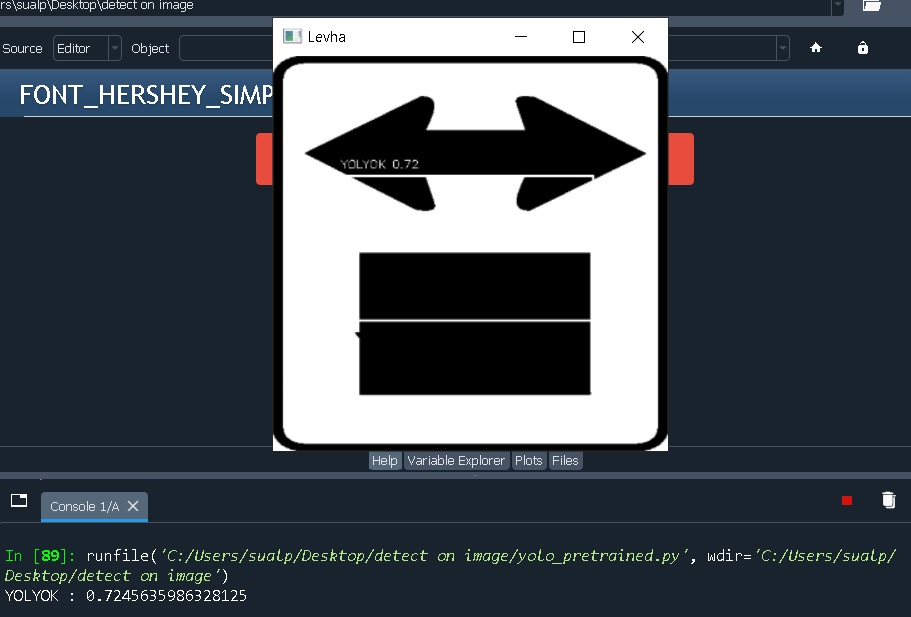 rs\sualp\Desktop\detect on image
Levha
Source Editor Object
FONT_HERSHEY_SIMP
YOLYOK 0.72
Help Variable Explorer Plots Files
Console 1/A
In [89]: runfile('C:/Users/sualp/Desktop/detect on image/yolo_pretrained.py', wdir='C:/Users/sualp/
Desktop/detect on image')
YOLYOK : 0.7245635986328125